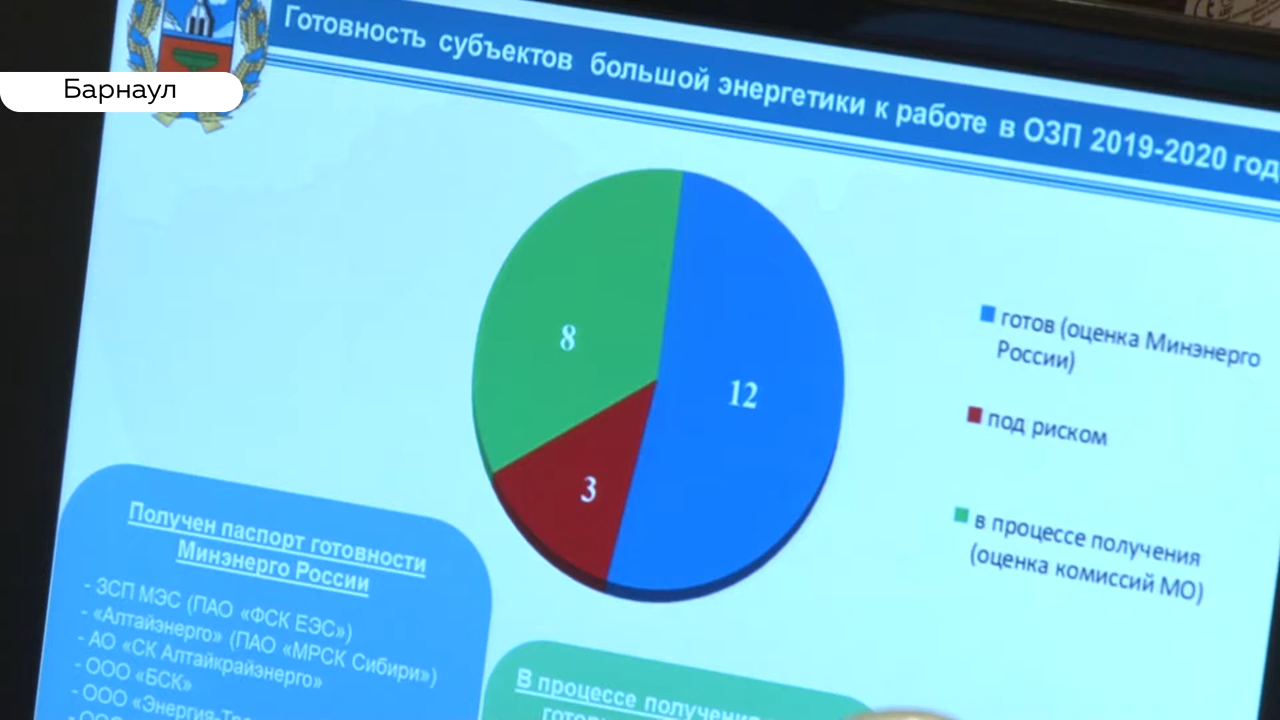 Готовность субъектов большой энергетики к работе в ОЗП 2019-2020 год
Барнаул
8
12
3
готов (оценка Минэнерго
России)
под риском
в процессе получения
(оценка комиссий МО)
Получен паспорт готовности
Минэнерго России
- ЗСП МЭС (ПАО «ФСК ЕЭС»)
- «Алтайэнерго» (ПАО «МРСК Сибири»)
- АО «СК Алтайкрайэнерго»
- ООО «БСК»
- ООО «Энергия-
В процессе получения